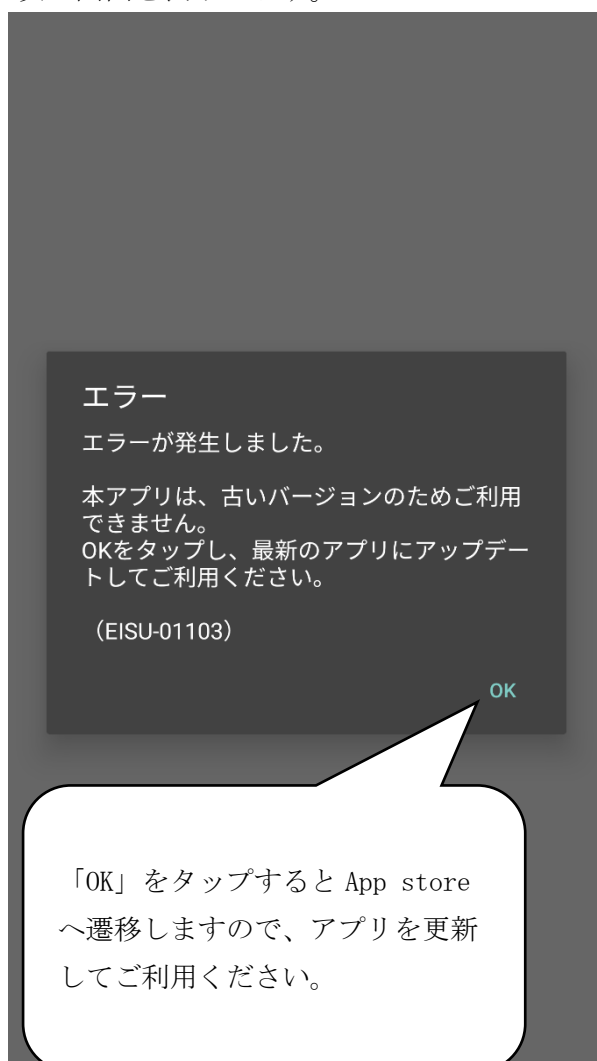 エラー
エラーが発生しました。
本アプリは、古いバージョンのためご利用
できません。
OKをタップし、最新のアプリにアップデー
トしてご利用ください。
（EISU-01103）
OK
「OK」をタップすると App store
へ遷移しますので、アプリを更新
してご利用ください。